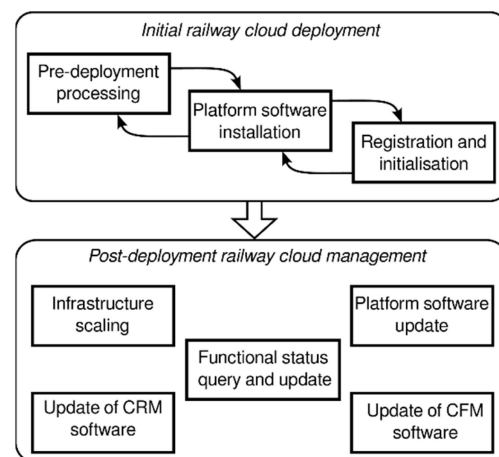 Initial railway cloud deployment
Pre-deployment
processing
Platform software
installation
Registration and
initialisation
Post-deployment railway cloud management
Infrastructure
scaling
Platform software
update
Functional status
query and update
Update of CRM
software
Update of CFM
software